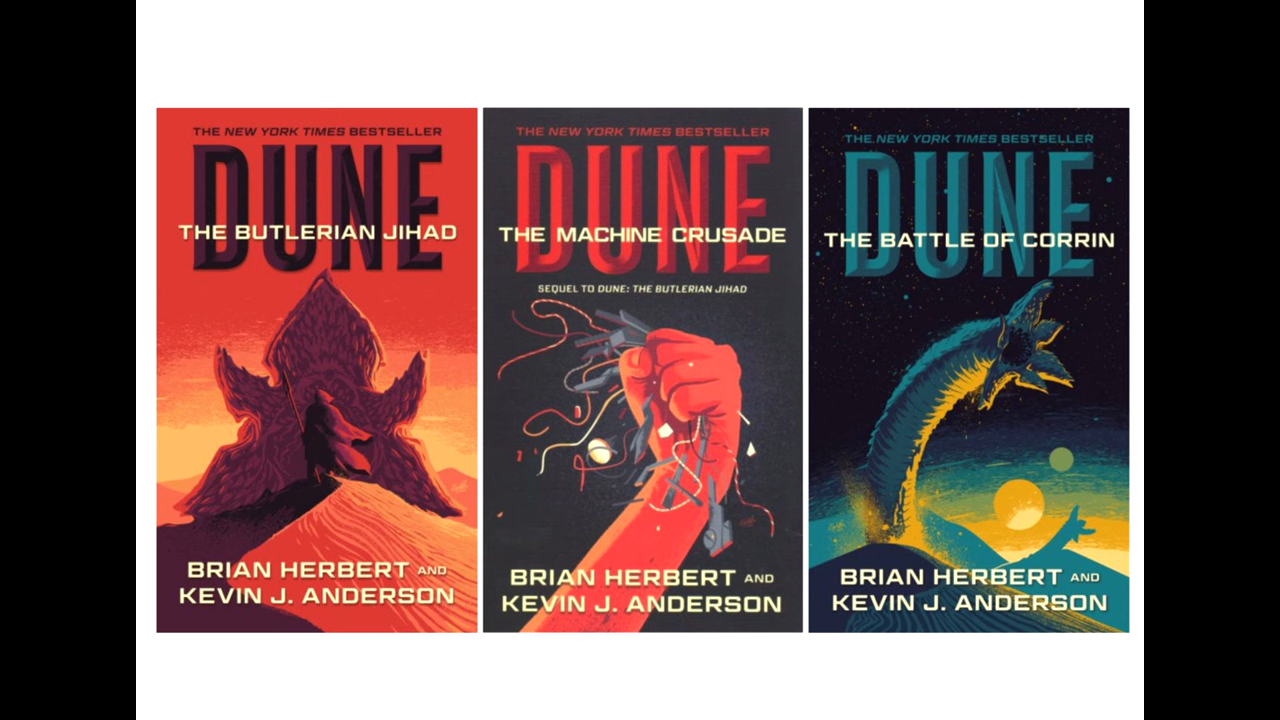 THE NEW YORK TIMES BESTSELLER
DUNE
THE BUTLERIAN JIHAD
BRIAN HERBERT AND
KEVIN J. ANDERSON
THE NEW YORK TIMES BESTSELLER
DUNE
THE MACHINE CRUSADE
SEQUEL TO DUNE: THE BUTLERIAN JIHAD
BRIAN HERBERT AND
KEVIN J. ANDERSON
THE NEW YORK TIMES BESTSELLER
DUNE
THE BATTLE OF CORRIN
BRIAN HERBERT AND
KEVIN J. ANDERSON